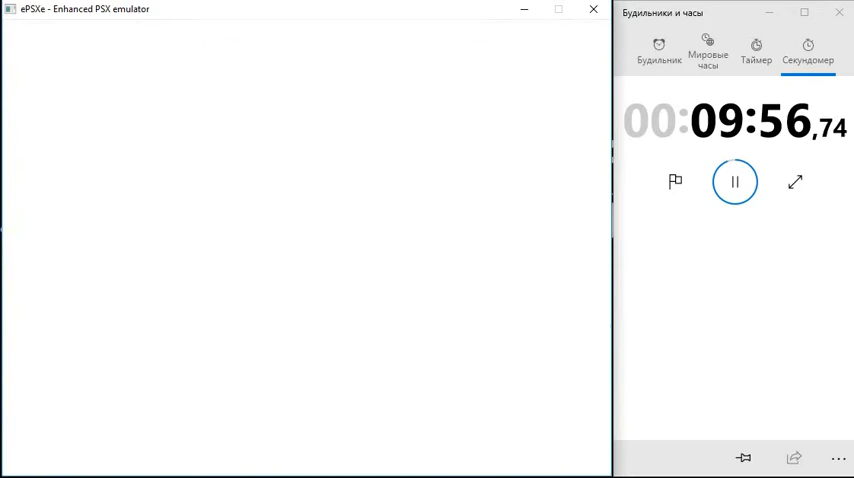 ePSXe - Enhanced PSX emulator
Будильники и часы
Будильник
Мировые часы
Таймер
Секундомер
00:09:56,74